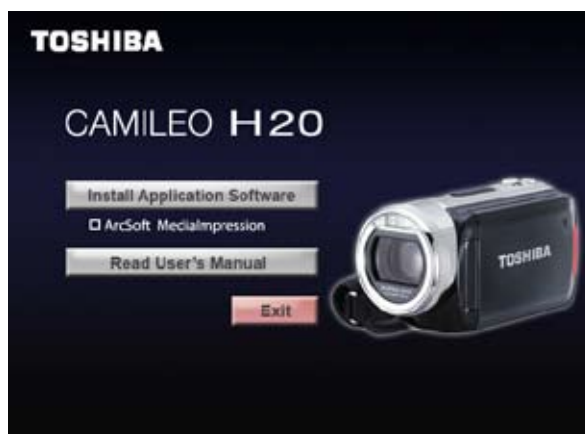 TOSHIBA
CAMILEO H20
Install Application Software
ArcSoft MediaImpression
Read User's Manual
Exit
TOSHIBA